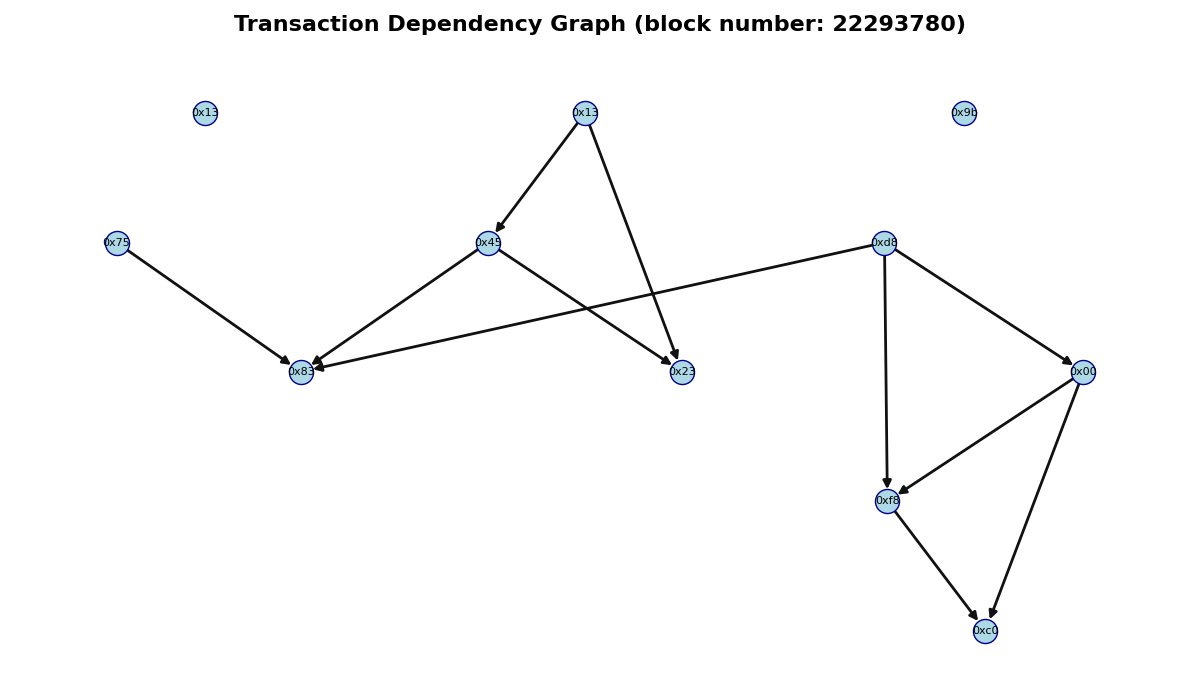 Transaction Dependency Graph (block number: 22293780)
0x13
0x13
0x9b
0x75
0x45
0xd8
0x83
0x23
0x00
0xf8
0xc0